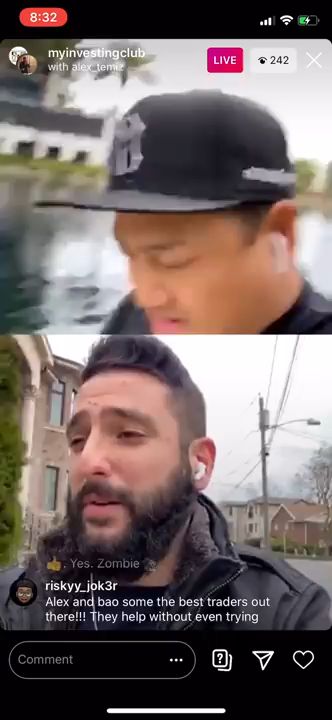 8:32
myinvestingclub
with alex_temiz
LIVE
242
👍. Yes. Zombie
riskyy_jok3r
Alex and bao some the best traders out
there!!! They help without even trying
Comment